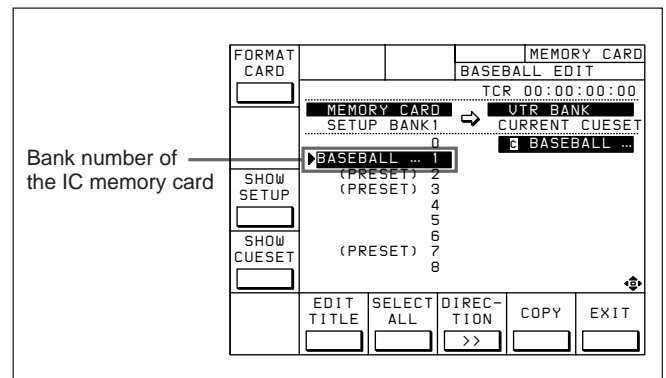 Bank number of
the IC memory card
FORMAT
CARD
SHOW
SETUP
SHOW
CUESET
MEMORY CARD
BASEBALL EDIT
TCR 00:00:00:00
MEMORY CARD ⇨ VTR BANK
SETUP BANK1 CURRENT CUESET
0 C BASEBALL …
BASEBALL … 1
(PRESET) 2
(PRESET) 3
4
5
6
(PRESET) 7
8
EDIT
TITLE
SELECT
ALL
DIREC-
TION
>>
COPY
EXIT